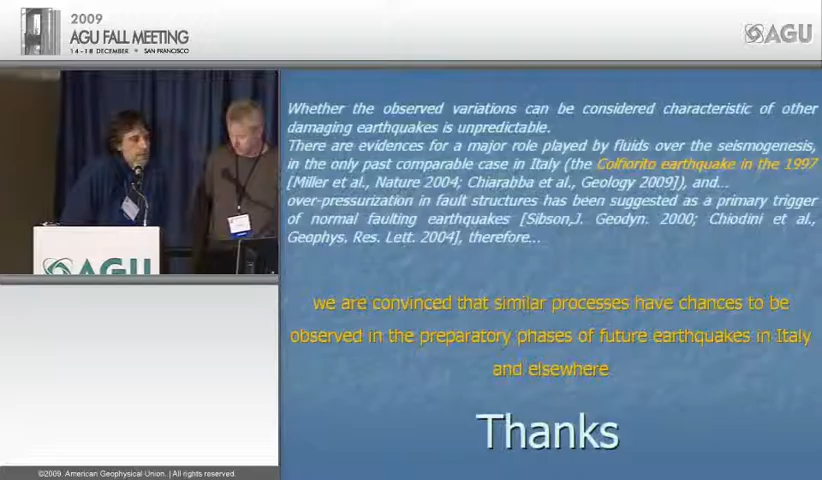 2009
AGU FALL MEETING
14 - 18 DECEMBER • SAN FRANCISCO
AGU
Whether the observed variations can be considered characteristic of other
damaging earthquakes is unpredictable.
There are evidences for a major role played by fluids over the seismogenesis,
in the only past comparable case in Italy (the Colfiorito earthquake in the 1997
[Miller et al., Nature 2004; Chiarabba et al., Geology 2009]), and...
over-pressurization in fault structures has been suggested as a primary trigger
of normal faulting earthquakes [Sibson,J. Geodyn. 2000; Chiodini et al.,
Geophys. Res. Lett. 2004], therefore...
we are convinced that similar processes have chances to be
observed in the preparatory phases of future earthquakes in Italy
and elsewhere
Thanks
AGU
©2009. American Geophysical Union. | All rights reserved.